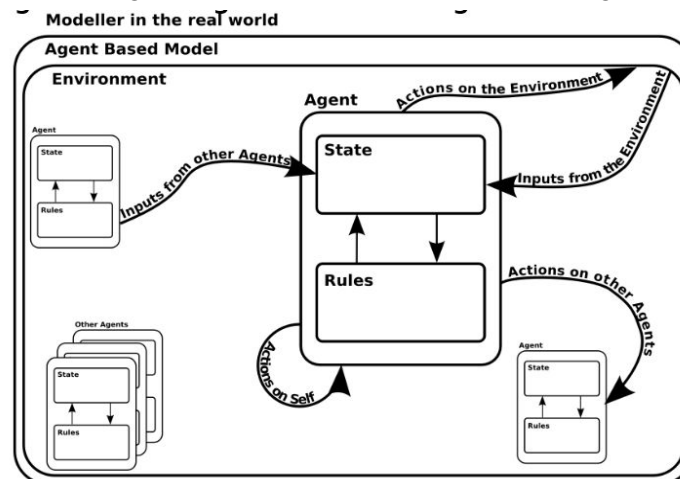 Modeller in the real world
Agent Based Model
Environment
Agent
State
Rules
Inputs from other Agents
Agent
State
Rules
Actions on the Environment
Inputs from the Environment
Actions on Self
Actions on other Agents
Other Agents
State
Rules
Agent
State
Rules